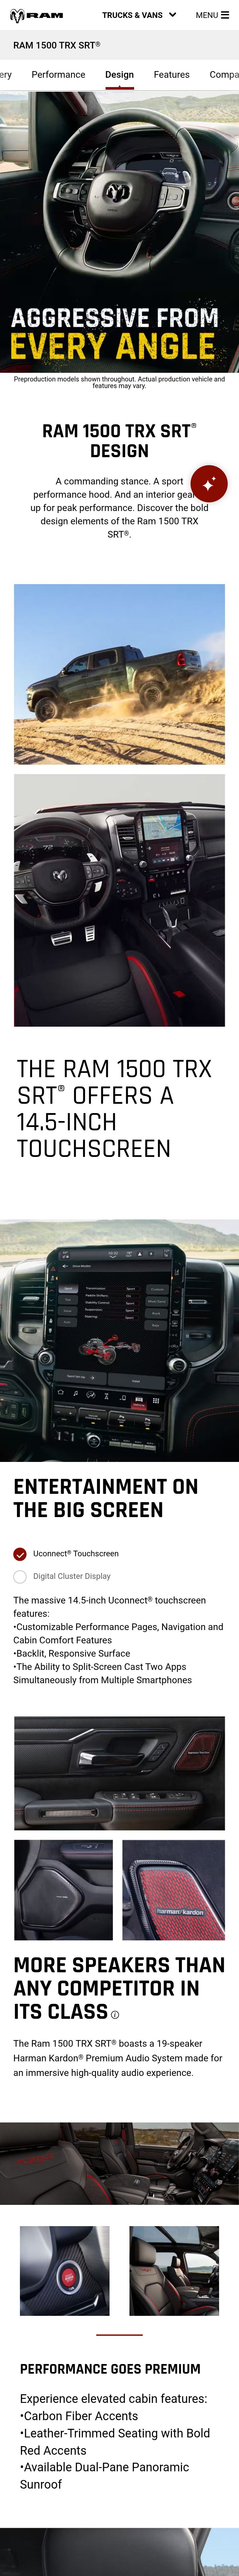 RAM
TRUCKS & VANS
MENU
RAM 1500 TRX SRT®
ery Performance Design Features Compa
AGGRESSIVE FROM
EVERY ANGLE
Preproduction models shown throughout. Actual production vehicle and
features may vary.
RAM 1500 TRX SRT®
DESIGN
A commanding stance. A sport
performance hood. And an interior gea
up for peak performance. Discover the bold
design elements of the Ram 1500 TRX
SRT®.
THE RAM 1500 TRX
SRT® OFFERS A
14.5-INCH
TOUCHSCREEN
ENTERTAINMENT ON
THE BIG SCREEN
Uconnect® Touchscreen
Digital Cluster Display
The massive 14.5-inch Uconnect® touchscreen
features:
•Customizable Performance Pages, Navigation and
Cabin Comfort Features
•Backlit, Responsive Surface
•The Ability to Split-Screen Cast Two Apps
Simultaneously from Multiple Smartphones
harman/kardon
MORE SPEAKERS THAN
ANY COMPETITOR IN
ITS CLASS
The Ram 1500 TRX SRT® boasts a 19-speaker
Harman Kardon® Premium Audio System made for
an immersive high-quality audio experience.
PERFORMANCE GOES PREMIUM
Experience elevated cabin features:
•Carbon Fiber Accents
•Leather-Trimmed Seating with Bold
Red Accents
•Available Dual-Pane Panoramic
Sunroof